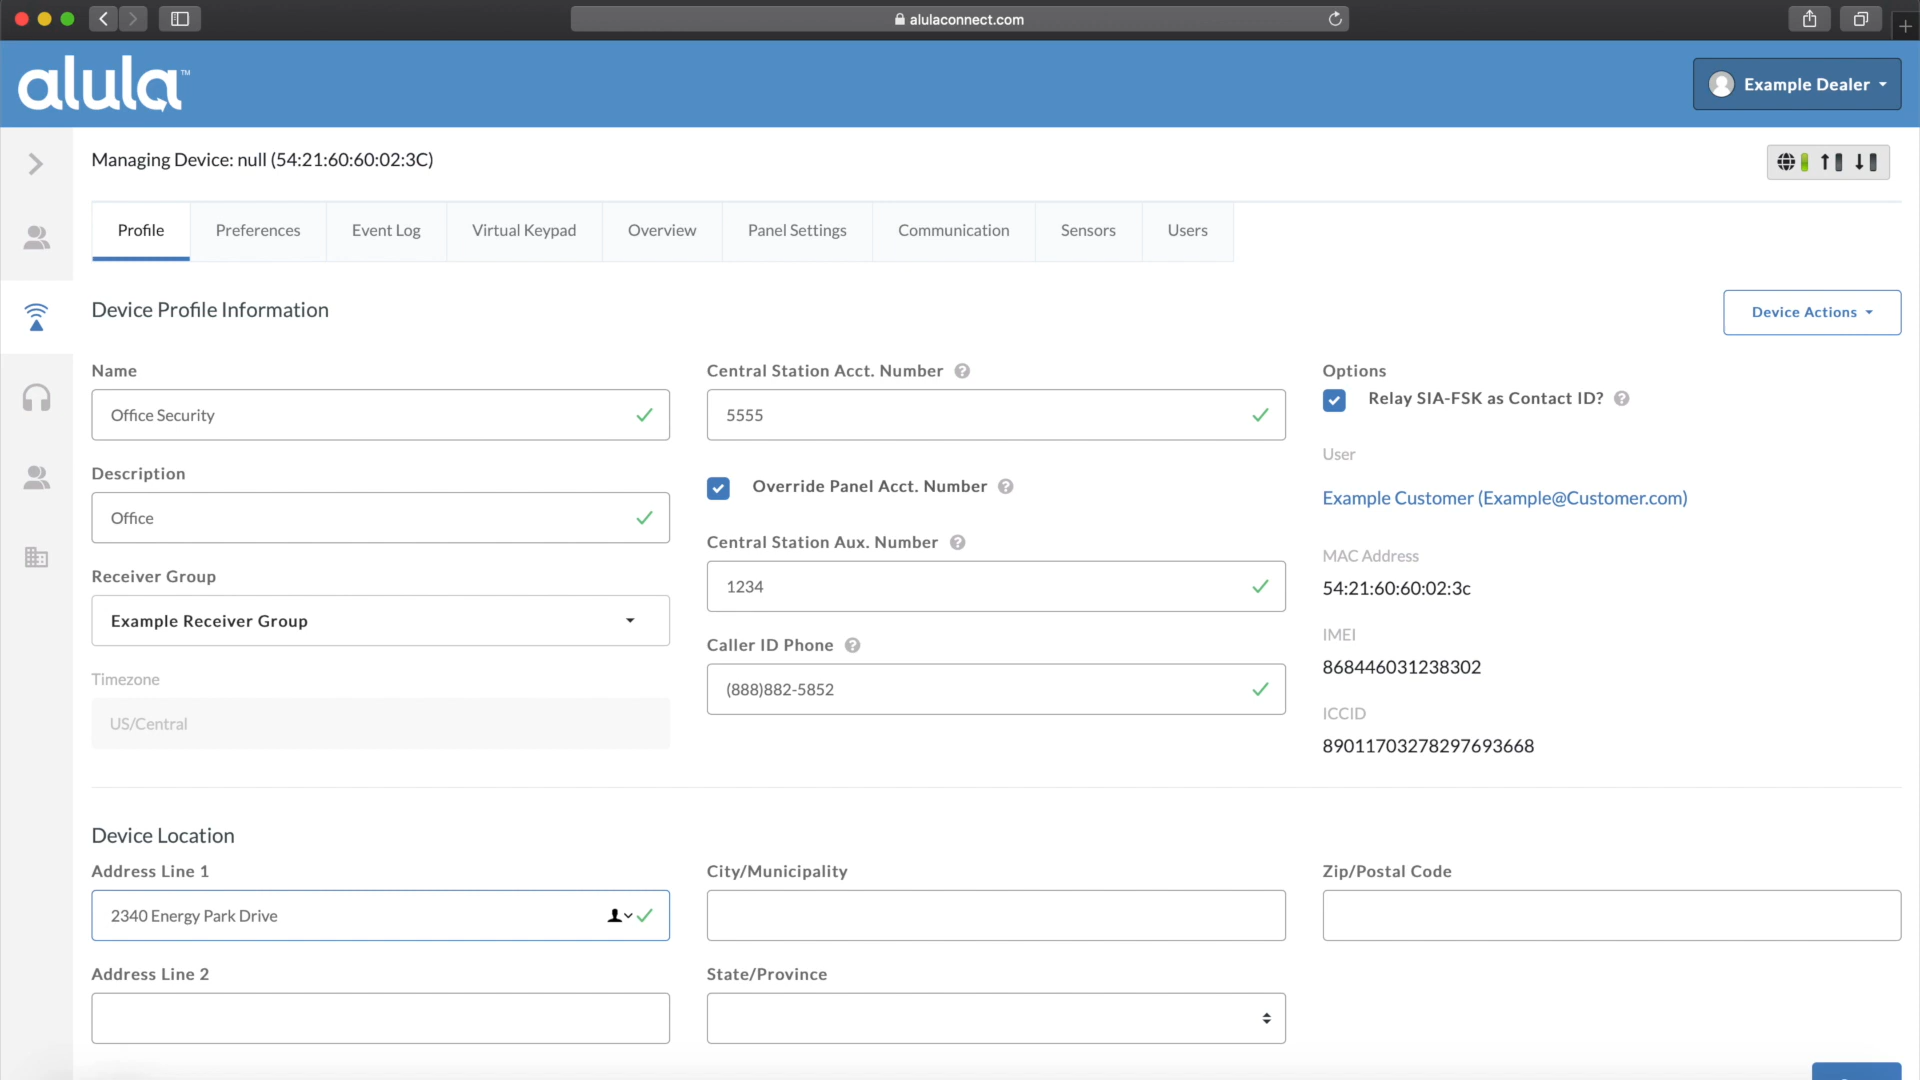 alulaconnect.com
alula™
Example Dealer
Managing Device: null (54:21:60:60:02:3C)
Profile
Preferences
Event Log
Virtual Keypad
Overview
Panel Settings
Communication
Sensors
Users
Device Profile Information
Device Actions
Name
Central Station Acct. Number
Options
Office Security
5555
Relay SIA-FSK as Contact ID?
User
Description
Override Panel Acct. Number
Example Customer (Example@Customer.com)
Office
Central Station Aux. Number
MAC Address
Receiver Group
1234
54:21:60:60:02:3c
Example Receiver Group
Caller ID Phone
IMEI
868446031238302
Timezone
(888)882-5852
ICCID
US/Central
89011703278297693668
Device Location
Address Line 1
City/Municipality
Zip/Postal Code
2340 Energy Park Drive
Address Line 2
State/Province